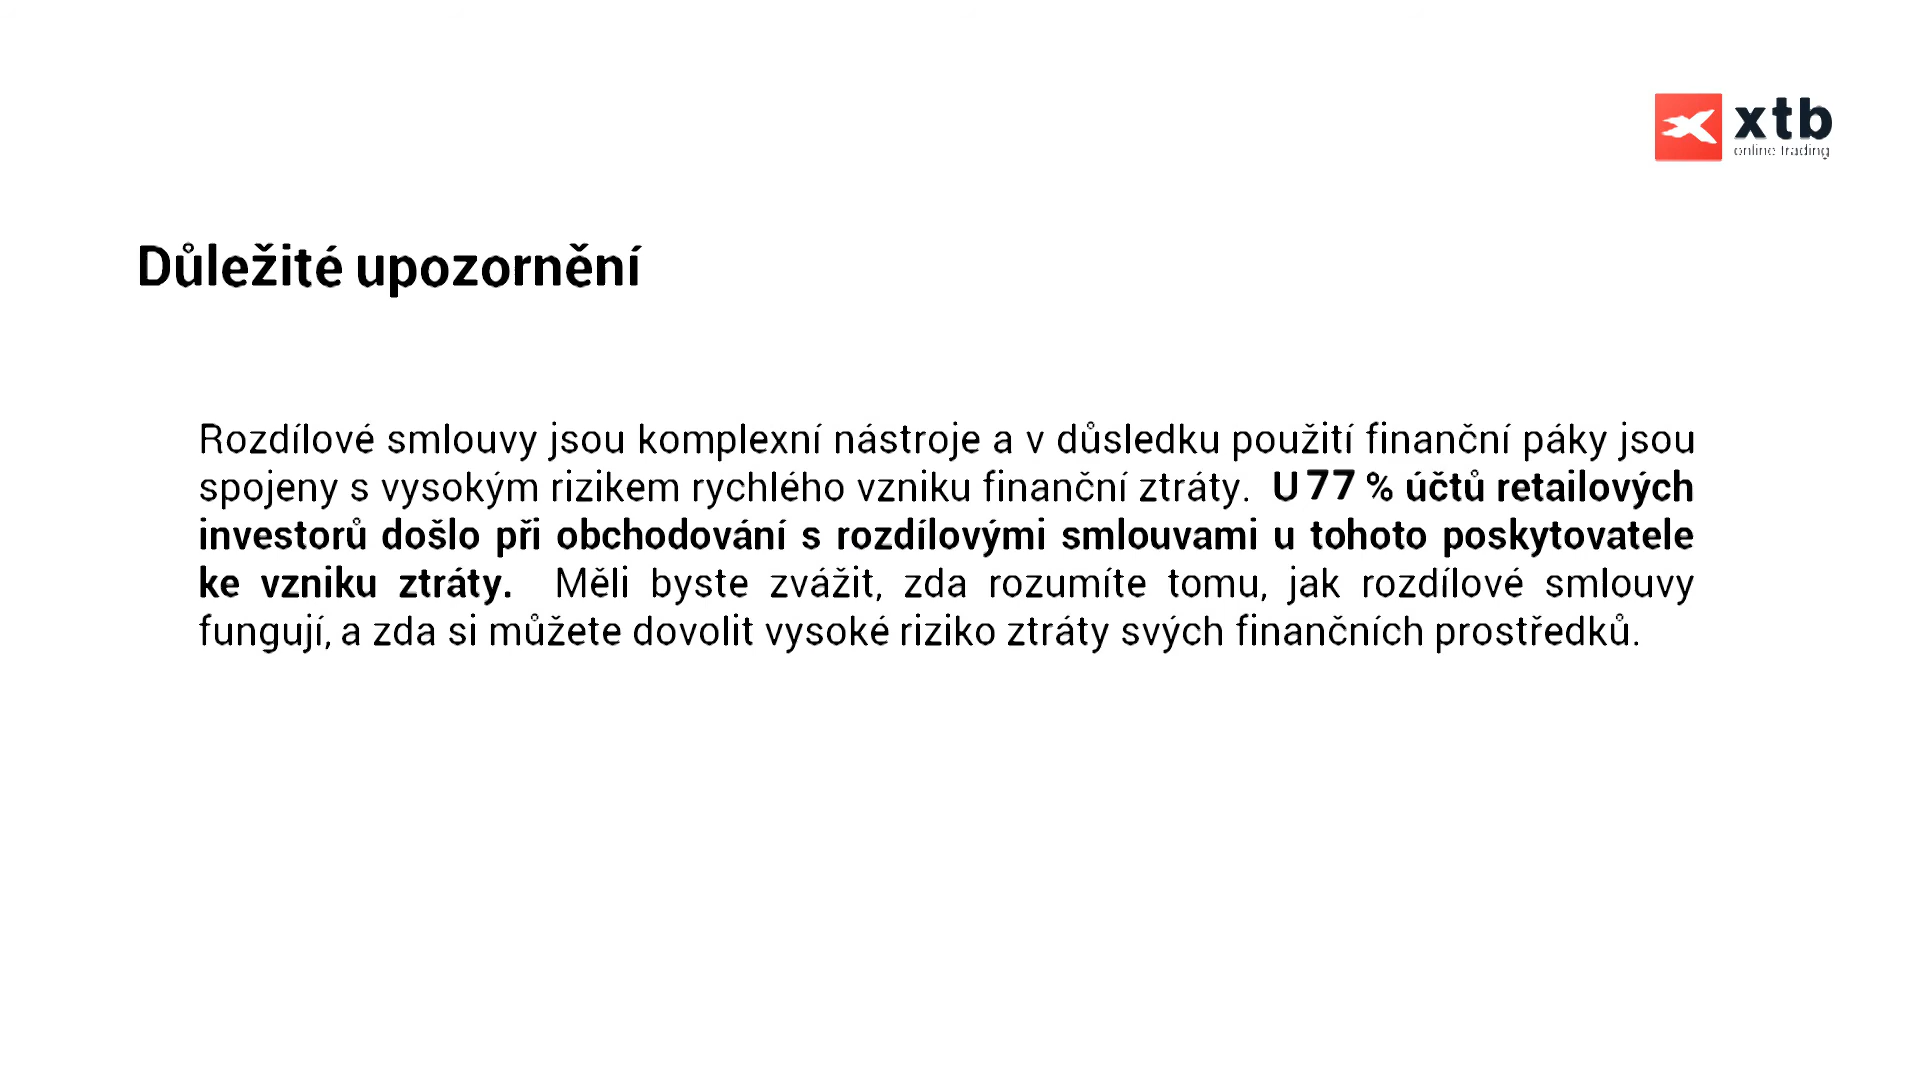 xtb
online trading
Důležité upozornění
Rozdílové smlouvy jsou komplexní nástroje a v důsledku použití finanční páky jsou
spojeny s vysokým rizikem rychlého vzniku finanční ztráty. U 77 % účtů retailových
investorů došlo při obchodování s rozdílovými smlouvami u tohoto poskytovatele
ke vzniku ztráty. Měli byste zvážit, zda rozumíte tomu, jak rozdílové smlouvy
fungují, a zda si můžete dovolit vysoké riziko ztráty svých finančních prostředků.